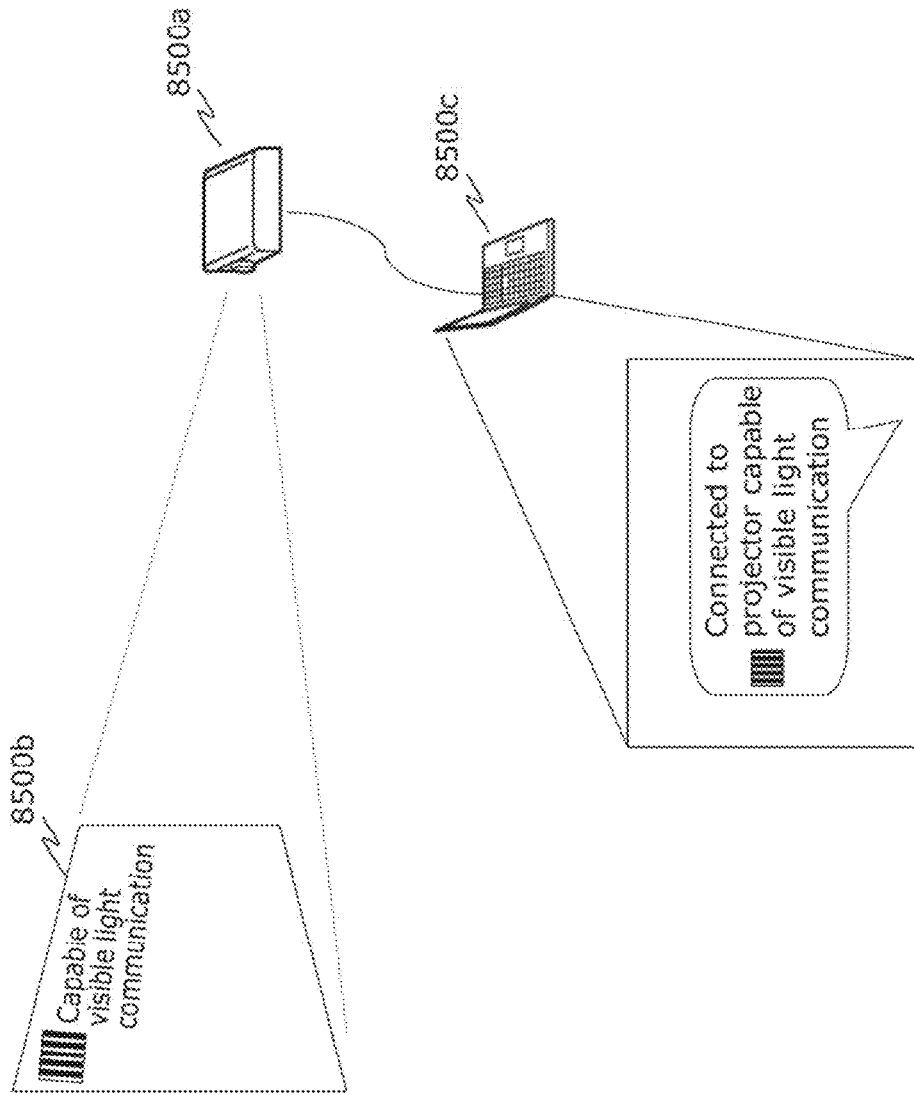 8500b
Capable of
visible light
communication
8500a
8500c
Connected to
projector capable
of visible light
communication